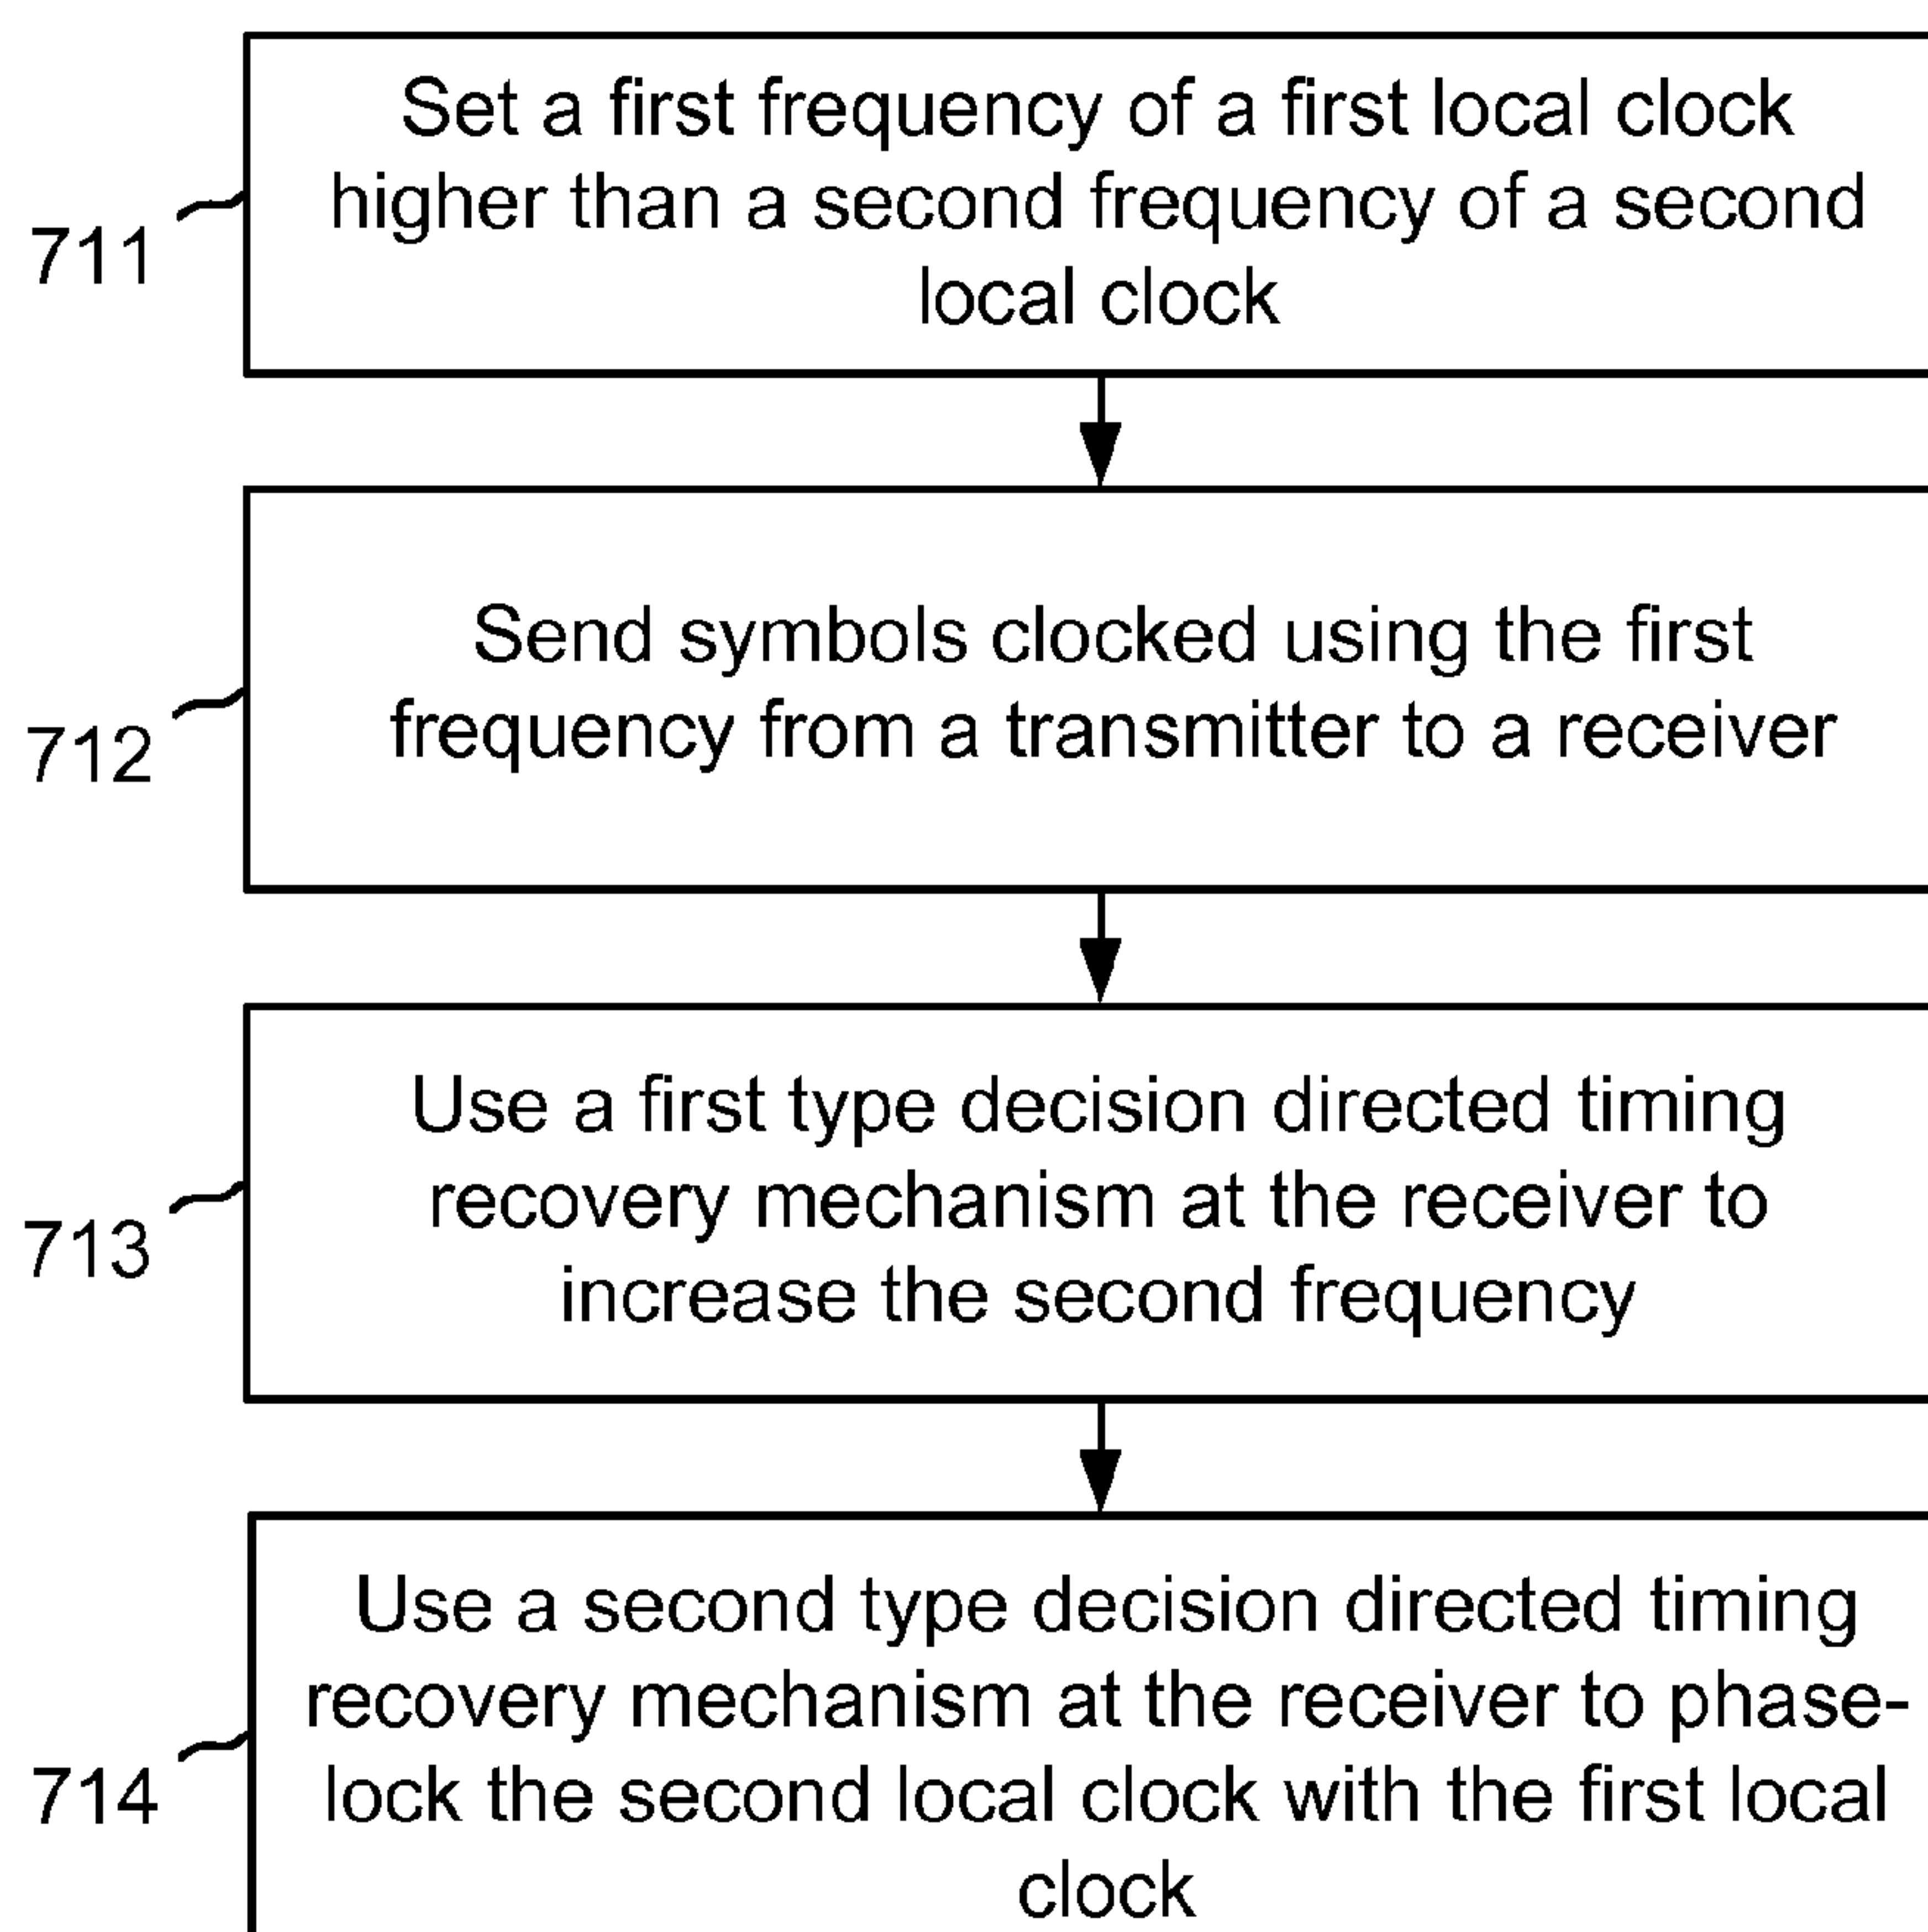 Set a first frequency of a first local clock
higher than a second frequency of a second
local clock
711
Send symbols clocked using the first
frequency from a transmitter to a receiver
712
Use a first type decision directed timing
recovery mechanism at the receiver to
increase the second frequency
713
Use a second type decision directed timing
recovery mechanism at the receiver to phase-
lock the second local clock with the first local
clock
714